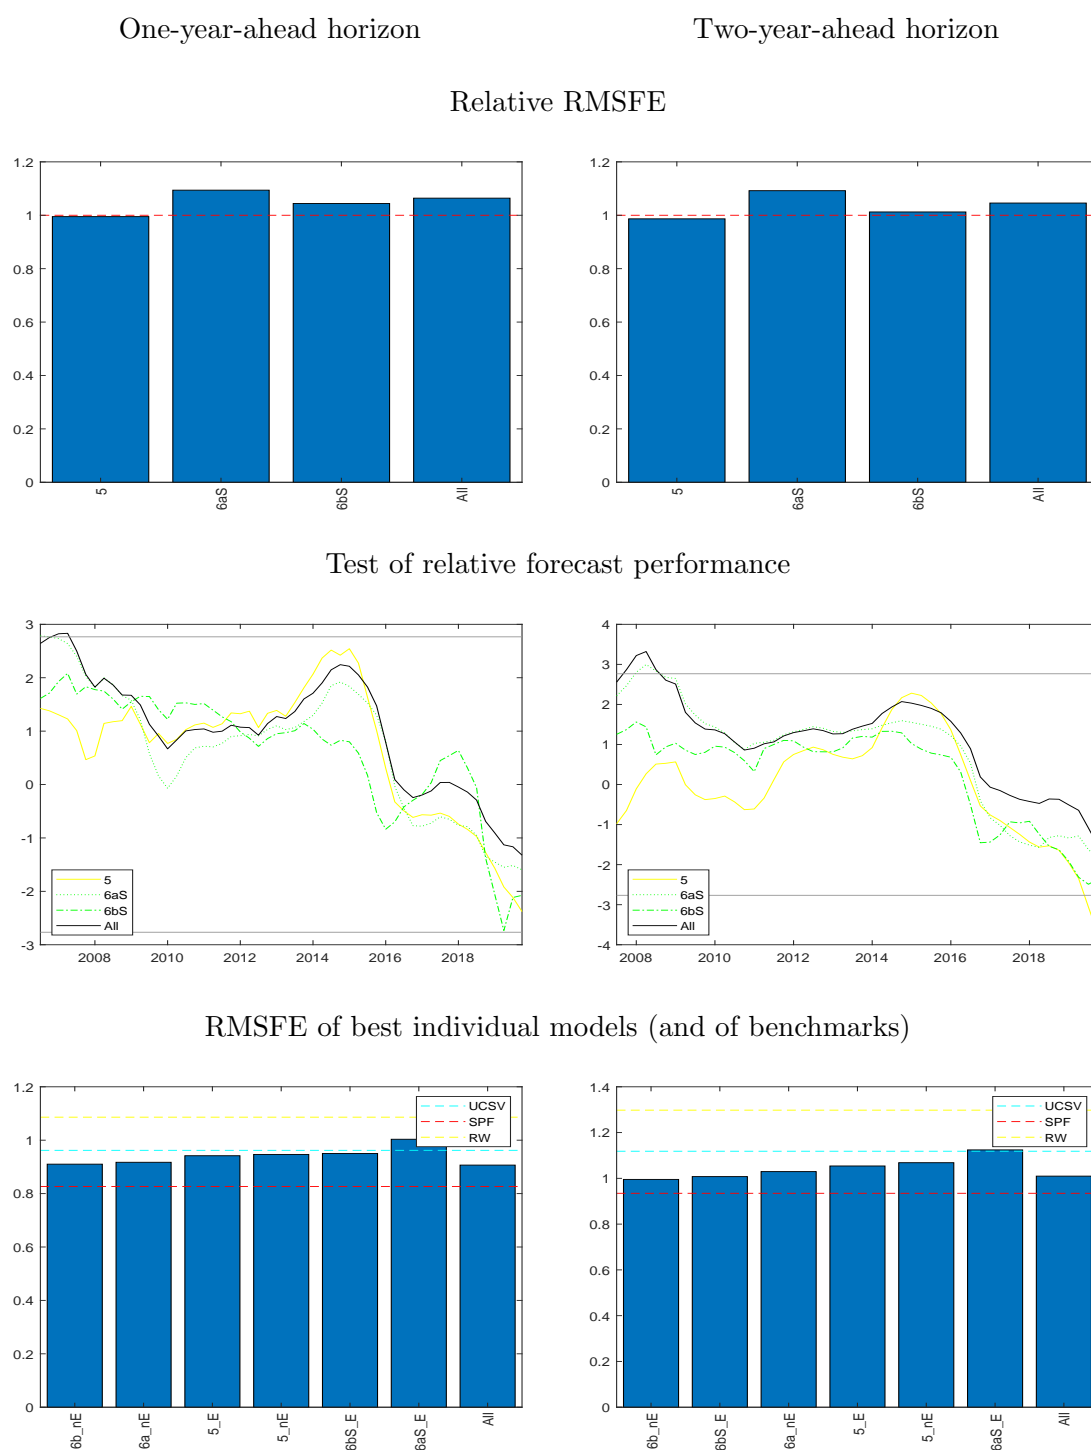 One-year-ahead horizon
Two-year-ahead horizon
Relative RMSFE
1.2
1
0.8
0.6
0.4
0.2
0
5
6aS
6bS
All
1.2
1
0.8
0.6
0.4
0.2
0
5
6aS
6bS
All
Test of relative forecast performance
3
2
1
0
-1
-2
-3
5
6aS
6bS
All
2008 2010 2012 2014 2016 2018
4
3
2
1
0
-1
-2
-3
-4
5
6aS
6bS
All
2008 2010 2012 2014 2016 2018
RMSFE of best individual models (and of benchmarks)
1.2
1
0.8
0.6
0.4
0.2
0
UCSV
SPF
RW
6b_nE
6a_nE
5_E
5_nE
6bS_E
6aS_E
All
1.4
1.2
1
0.8
0.6
0.4
0.2
0
UCSV
SPF
RW
6b_nE
6bS_E
6a_nE
5_E
5_nE
6aS_E
All